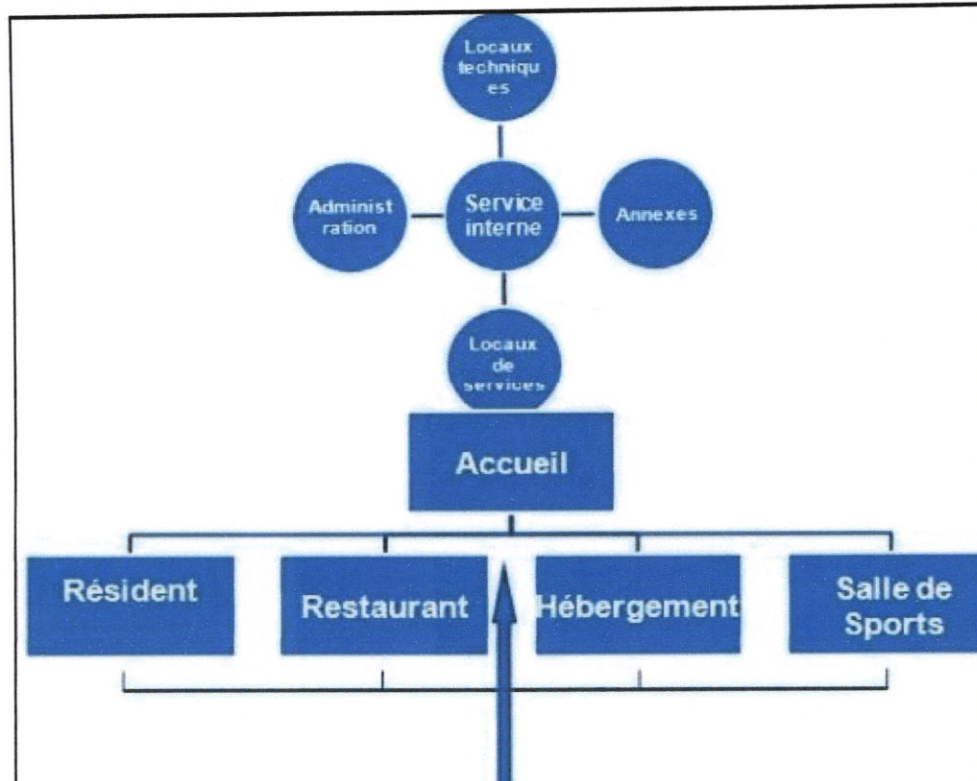 Locaux
techniqu
es
Administ
ration
Service
interne
Annexes
Locaux
de
services
Accueil
Résident
Restaurant
Hébergement
Salle de
Sports